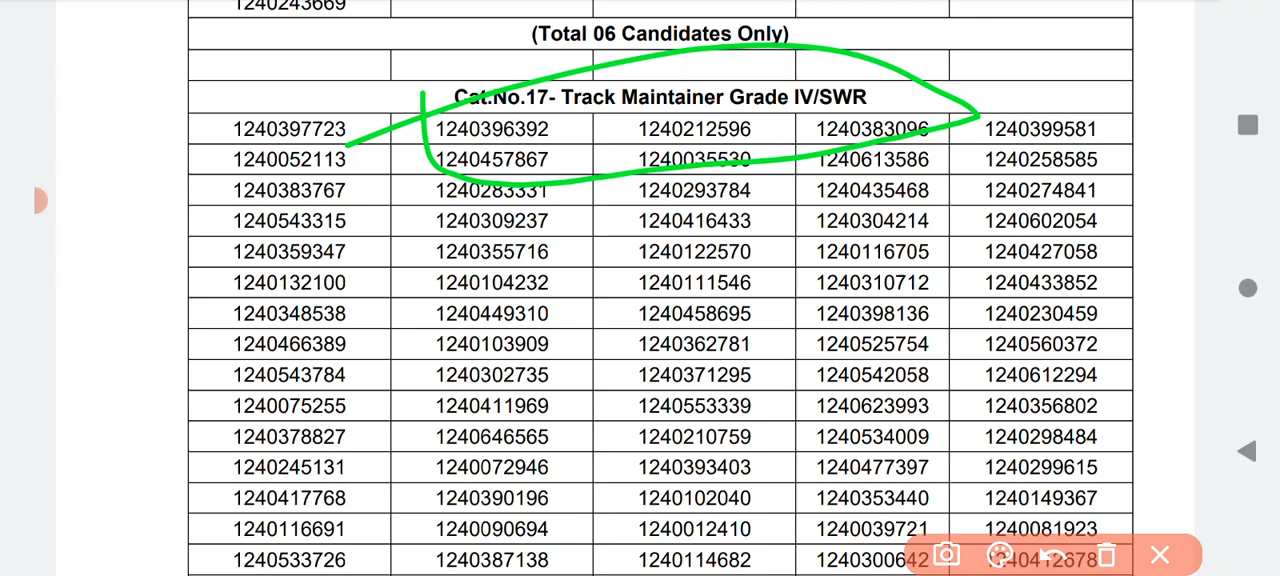 1240243669
(Total 06 Candidates Only)
Cat.No.17- Track Maintainer Grade IV/SWR
1240397723 1240396392 1240212596 1240383096 1240399581
1240052113 1240457867 1240035530 1240613586 1240258585
1240383767 1240283331 1240293784 1240435468 1240274841
1240543315 1240309237 1240416433 1240304214 1240602054
1240359347 1240355716 1240122570 1240116705 1240427058
1240132100 1240104232 1240111546 1240310712 1240433852
1240348538 1240449310 1240458695 1240398136 1240230459
1240466389 1240103909 1240362781 1240525754 1240560372
1240543784 1240302735 1240371295 1240542058 1240612294
1240075255 1240411969 1240553339 1240623993 1240356802
1240378827 1240646565 1240210759 1240534009 1240298484
1240245131 1240072946 1240393403 1240477397 1240299615
1240417768 1240390196 1240102040 1240353440 1240149367
1240116691 1240090694 1240012410 1240039721 1240081923
1240533726 1240387138 1240114682 1240300642